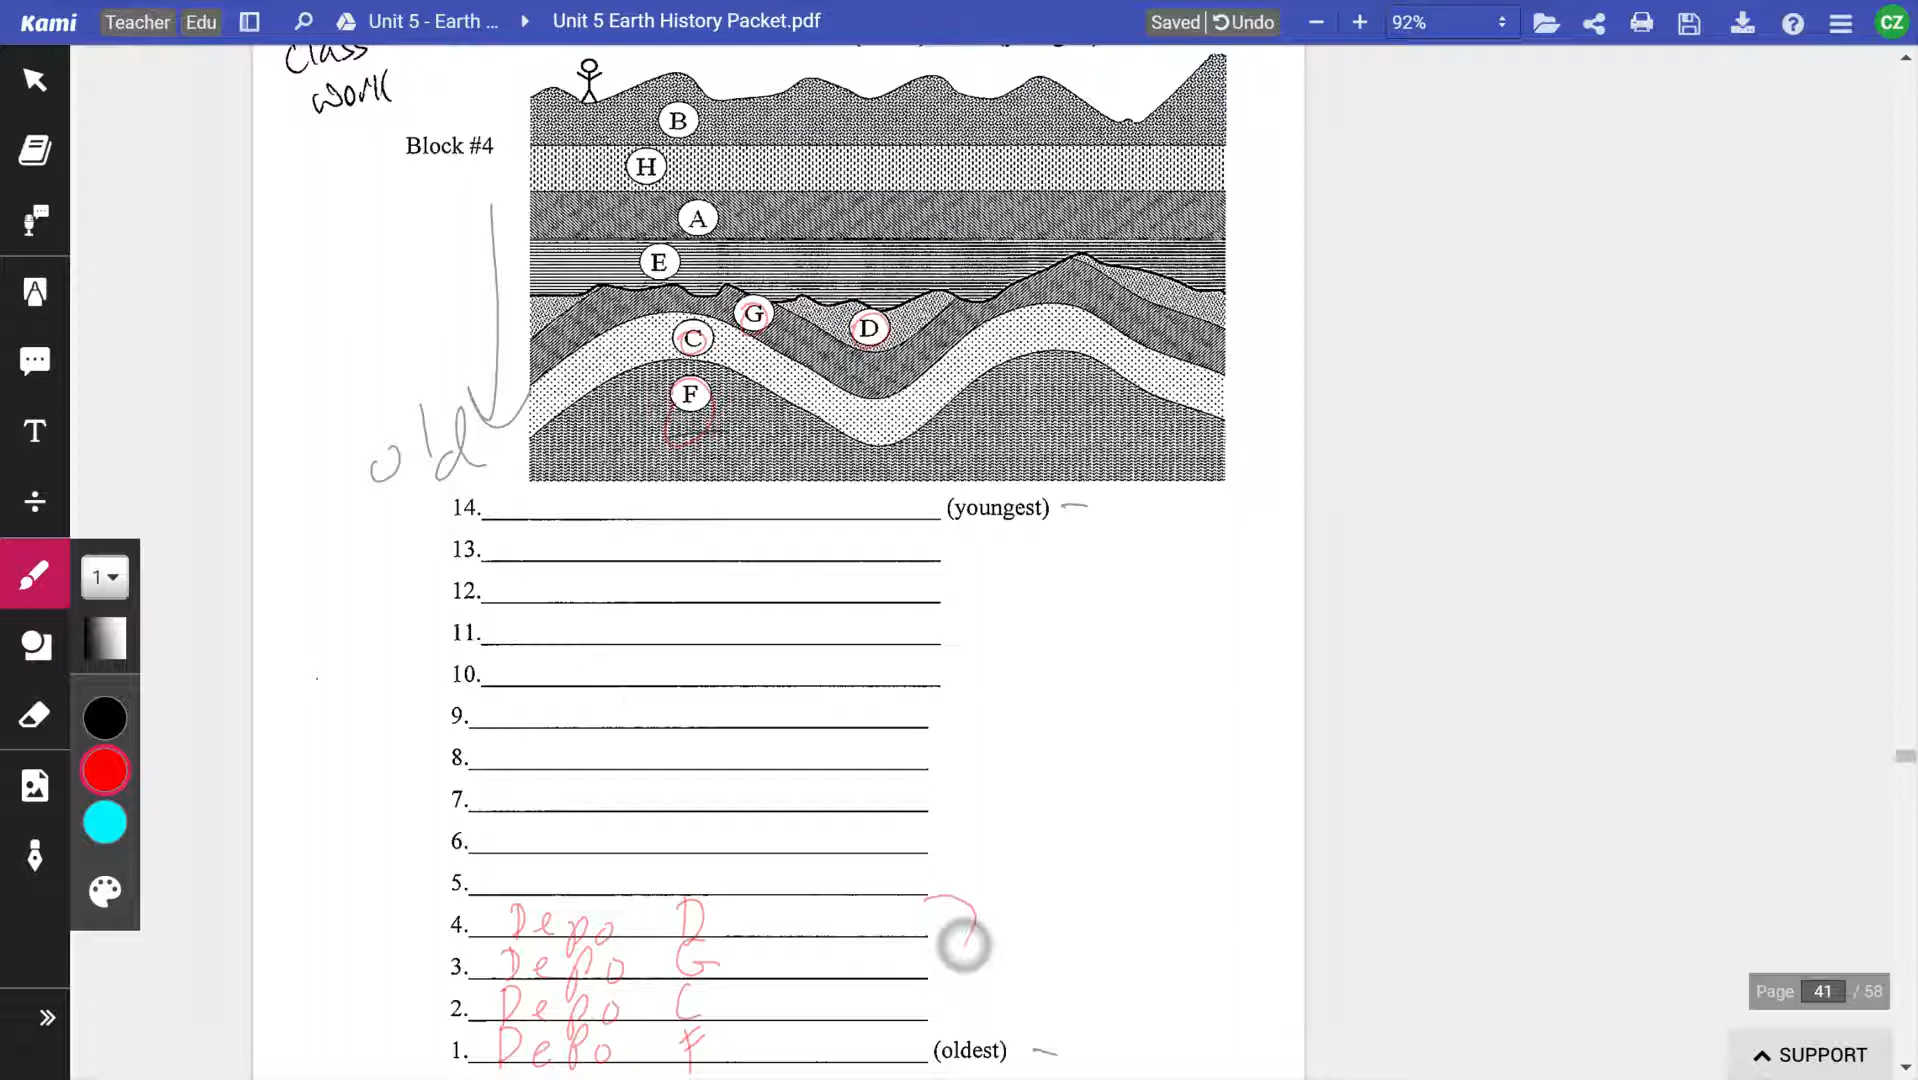 Kami Teacher Edu Unit 5 - Earth ... Unit 5 Earth History Packet.pdf Saved Undo 92% CZ
class
work
Block #4
B
H
A
E
G
D
C
F
old
14. (youngest)
13.
12.
11.
10.
9.
8.
7.
6.
5.
4. Depo D
3. Depo G
2. Depo C
1. Depo F (oldest)
1
Page 41 / 58
SUPPORT